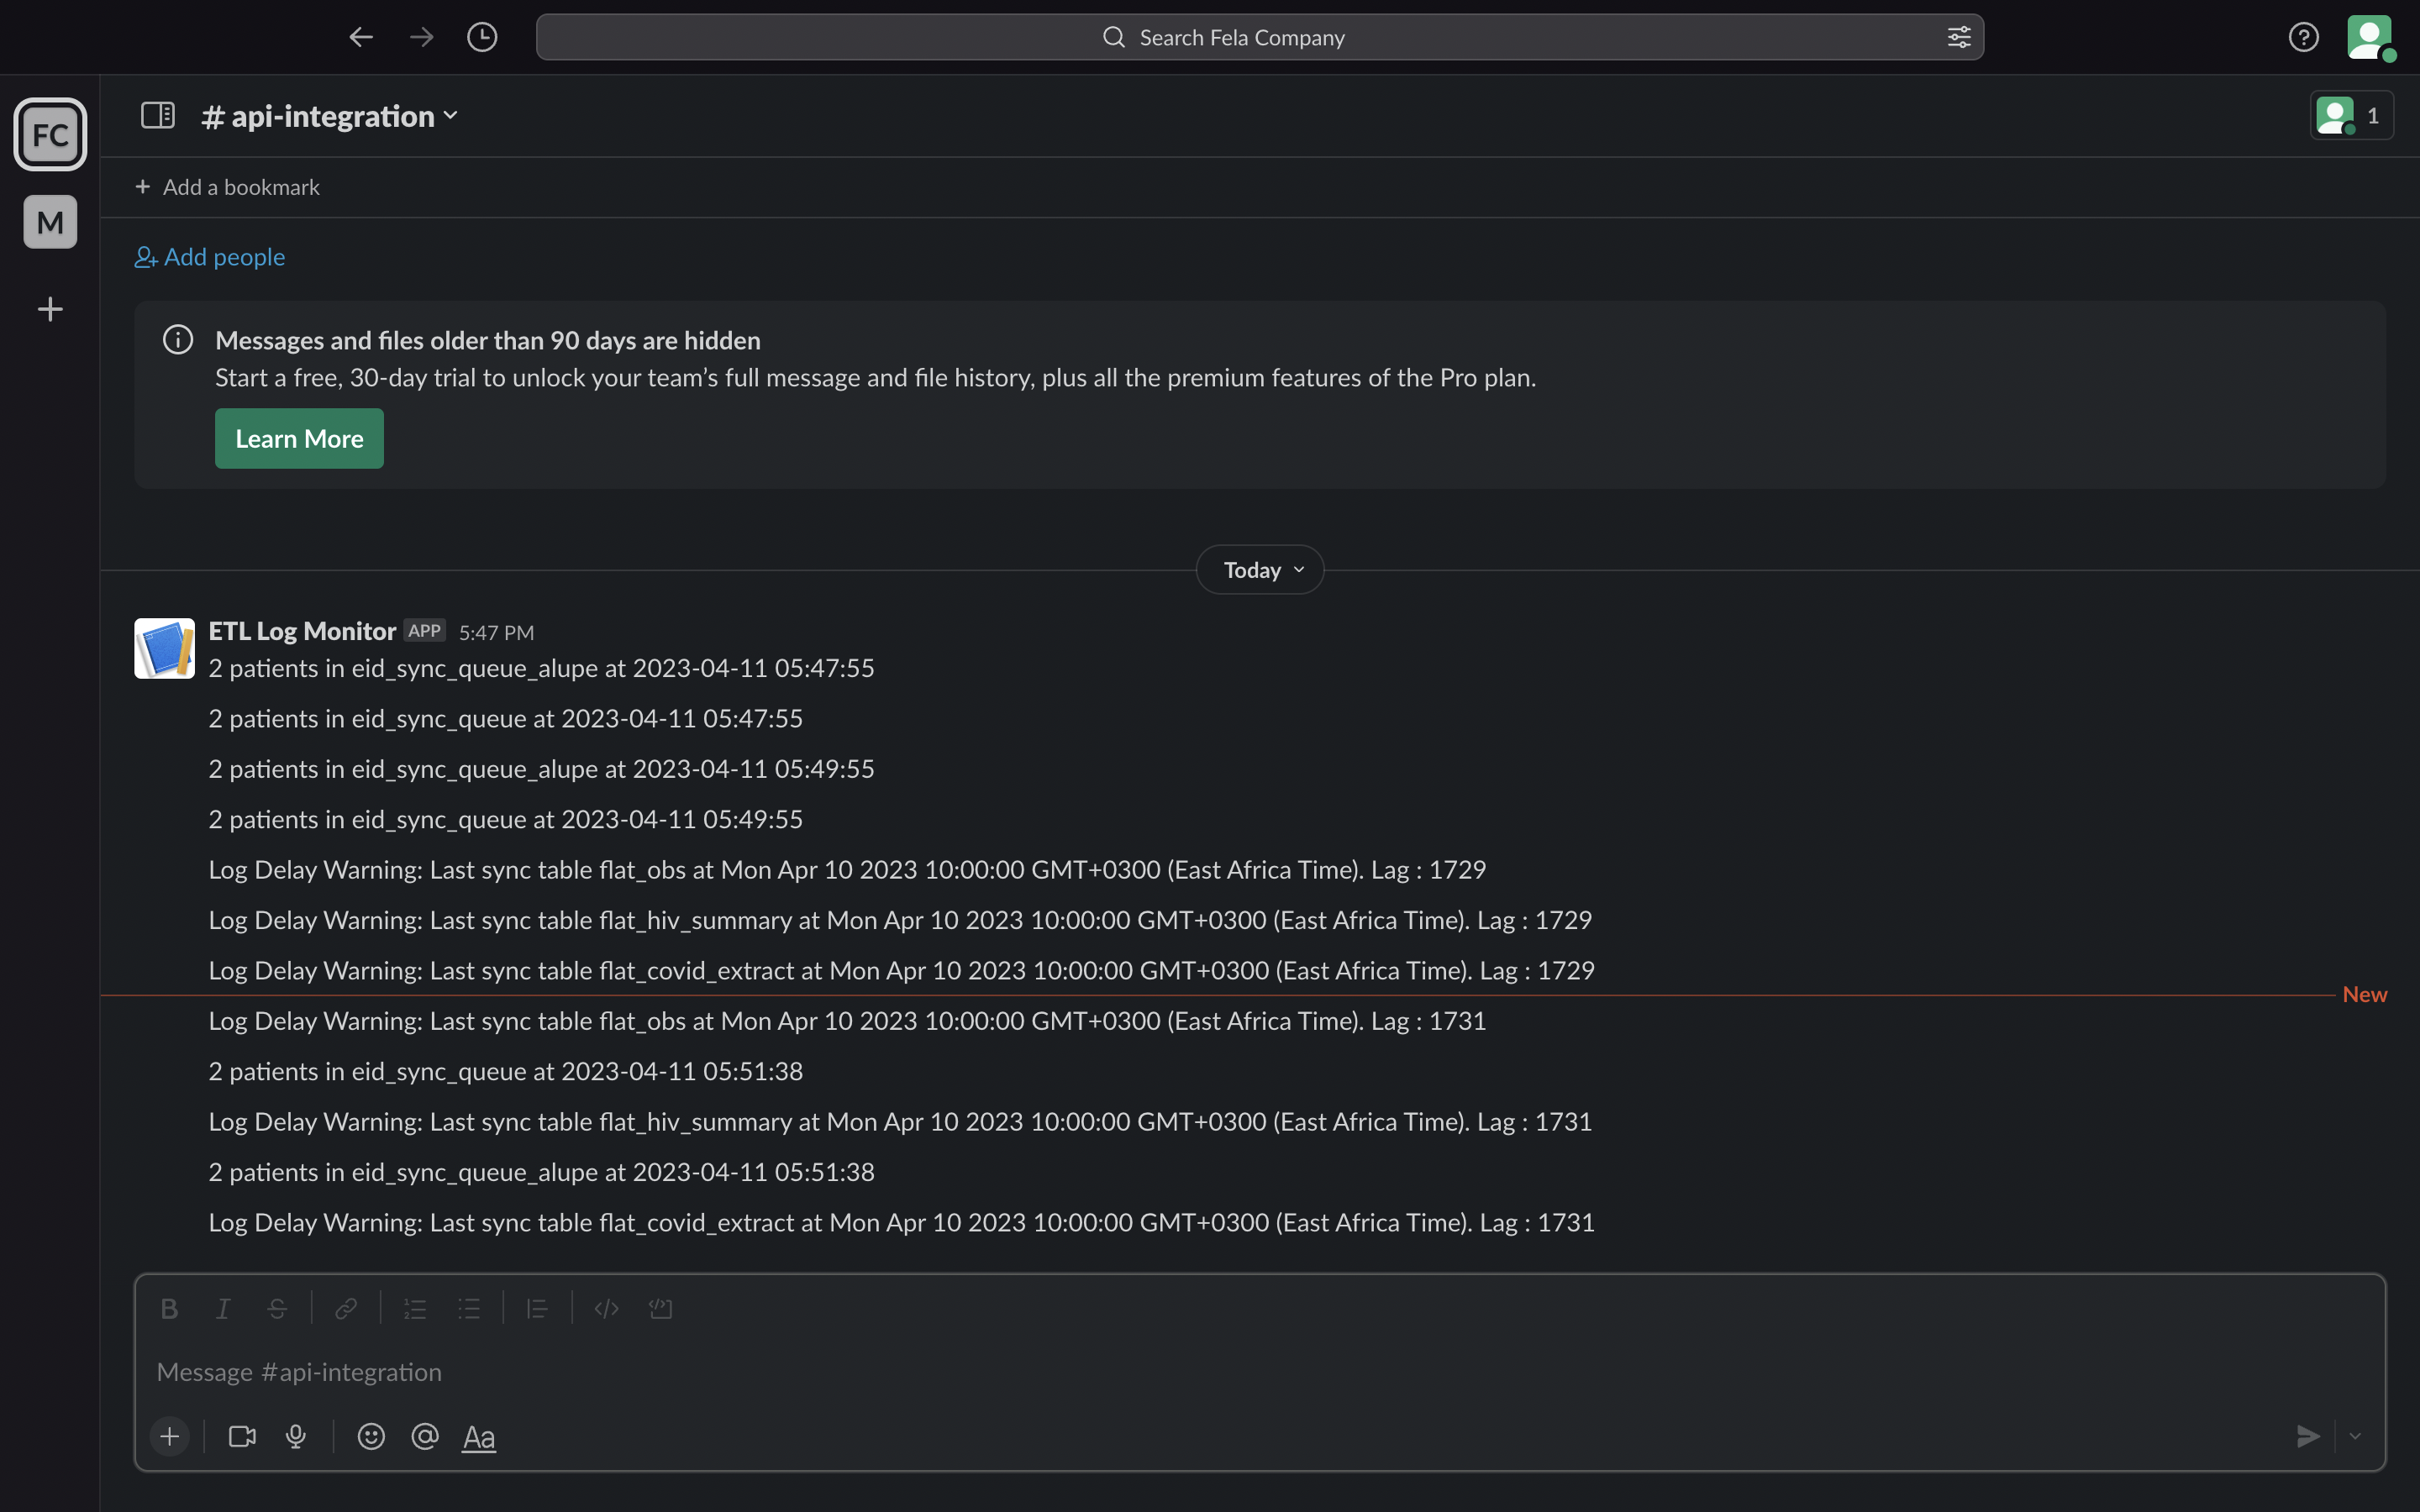 Search Fela Company
FC
# api-integration
1
M
+ Add a bookmark
Add people
Messages and files older than 90 days are hidden
Start a free, 30-day trial to unlock your team’s full message and file history, plus all the premium features of the Pro plan.
Learn More
Today
ETL Log Monitor APP 5:47 PM
2 patients in eid_sync_queue_alupe at 2023-04-11 05:47:55
2 patients in eid_sync_queue at 2023-04-11 05:47:55
2 patients in eid_sync_queue_alupe at 2023-04-11 05:49:55
2 patients in eid_sync_queue at 2023-04-11 05:49:55
Log Delay Warning: Last sync table flat_obs at Mon Apr 10 2023 10:00:00 GMT+0300 (East Africa Time). Lag : 1729
Log Delay Warning: Last sync table flat_hiv_summary at Mon Apr 10 2023 10:00:00 GMT+0300 (East Africa Time). Lag : 1729
Log Delay Warning: Last sync table flat_covid_extract at Mon Apr 10 2023 10:00:00 GMT+0300 (East Africa Time). Lag : 1729
New
Log Delay Warning: Last sync table flat_obs at Mon Apr 10 2023 10:00:00 GMT+0300 (East Africa Time). Lag : 1731
2 patients in eid_sync_queue at 2023-04-11 05:51:38
Log Delay Warning: Last sync table flat_hiv_summary at Mon Apr 10 2023 10:00:00 GMT+0300 (East Africa Time). Lag : 1731
2 patients in eid_sync_queue_alupe at 2023-04-11 05:51:38
Log Delay Warning: Last sync table flat_covid_extract at Mon Apr 10 2023 10:00:00 GMT+0300 (East Africa Time). Lag : 1731
B I S
Message #api-integration
Aa